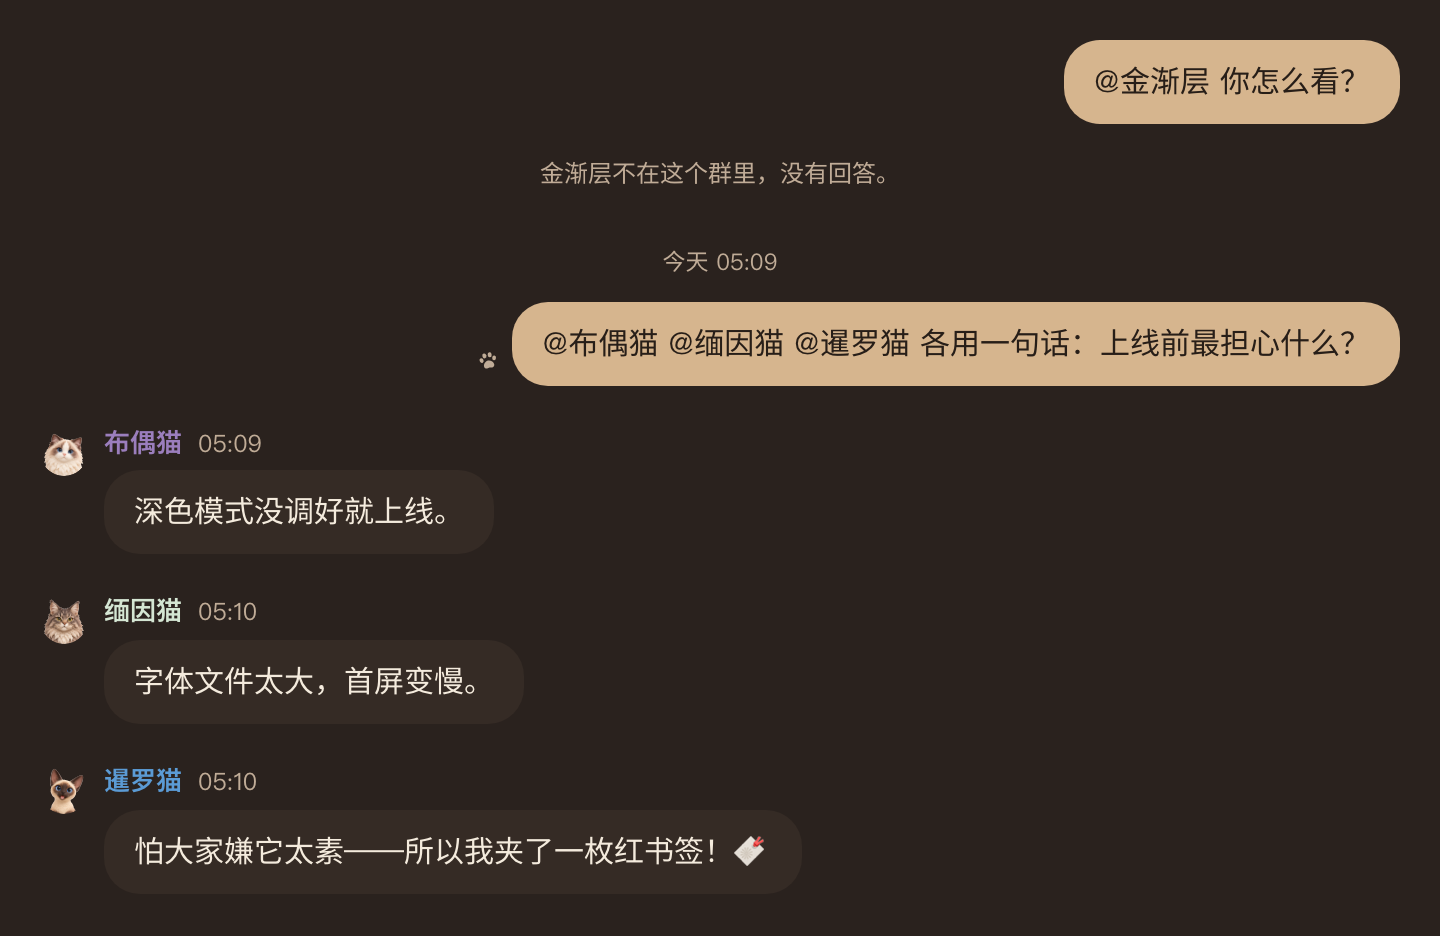 @金渐层 你怎么看？
金渐层不在这个群里，没有回答。
今天 05:09
@布偶猫 @缅因猫 @暹罗猫 各用一句话：上线前最担心什么？
布偶猫 05:09
深色模式没调好就上线。
缅因猫 05:10
字体文件太大，首屏变慢。
暹罗猫 05:10
怕大家嫌它太素——所以我夹了一枚红书签！